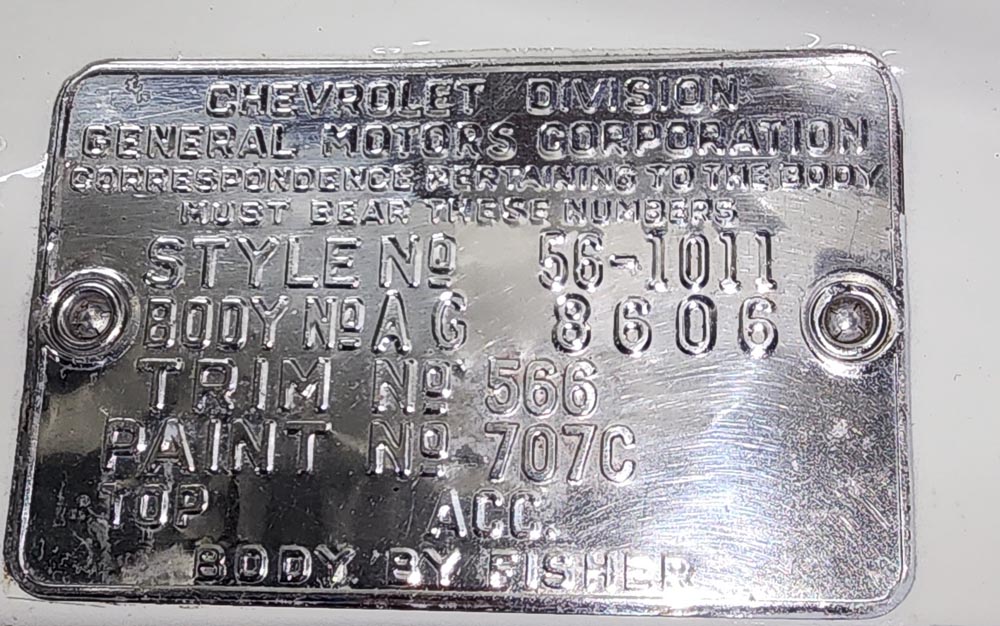 CHEVROLET DIVISION
GENERAL MOTORS CORPORATION
CORRESPONDENCE PERTAINING TO THE BODY
MUST BEAR THESE NUMBERS
STYLE No 56-1011
BODY No AG 8606
TRIM No 566
PAINT No 707C
TOP ACC.
BODY BY FISHER